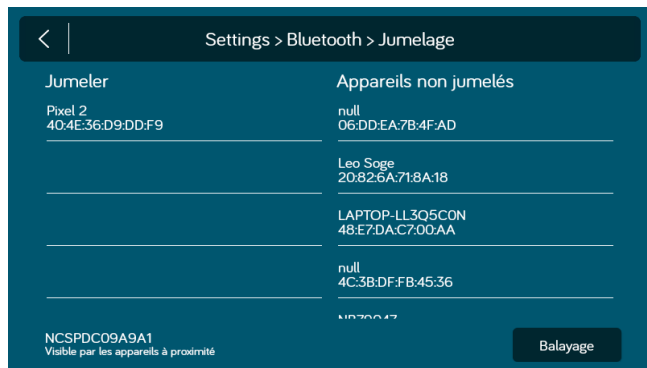 Settings > Bluetooth > Jumelage
Jumeler
Pixel 2
40:4E:36:D9:DD:F9
Appareils non jumelés
null
06:DD:EA:7B:4F:AD
Leo Soge
20:82:6A:71:8A:18
LAPTOP-LL3Q5C0N
48:E7:DA:C7:00:AA
null
4C:3B:DF:FB:45:36
NCSPDC09A9A1
Visible par les appareils à proximité
Balayage